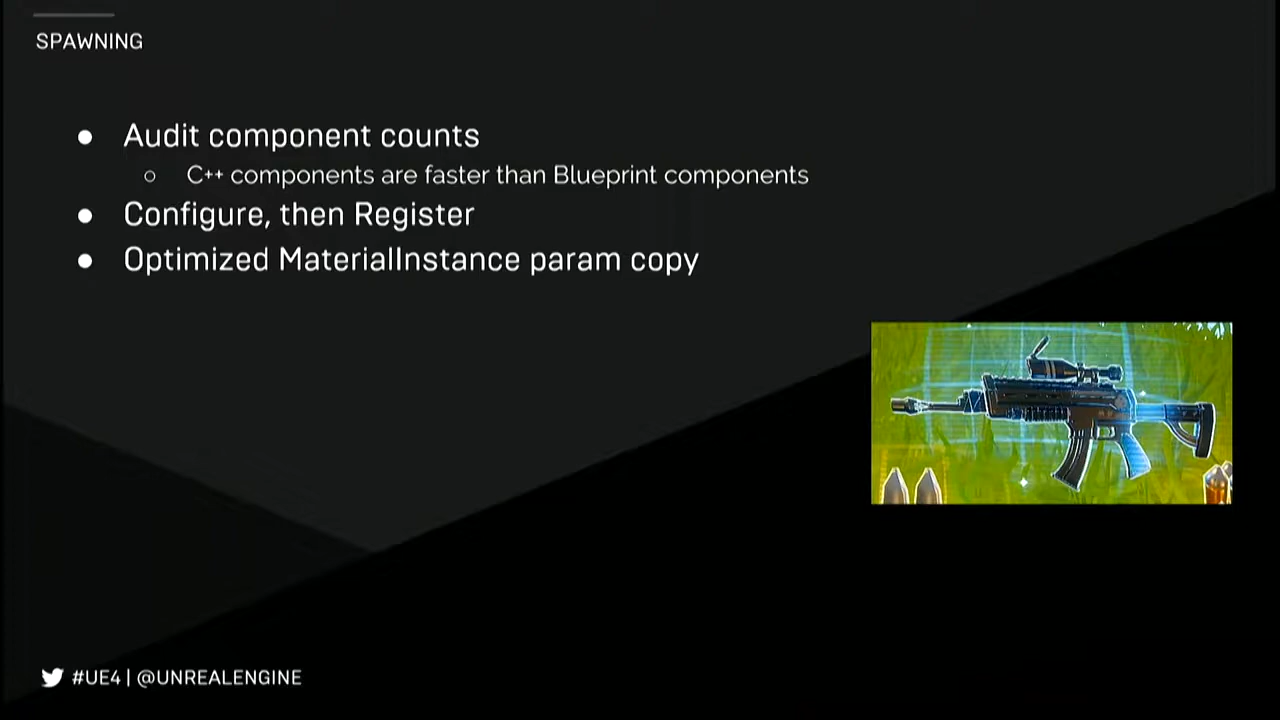 SPAWNING
● Audit component counts
○ C++ components are faster than Blueprint components
● Configure, then Register
● Optimized MaterialInstance param copy
#UE4 | @UNREALENGINE